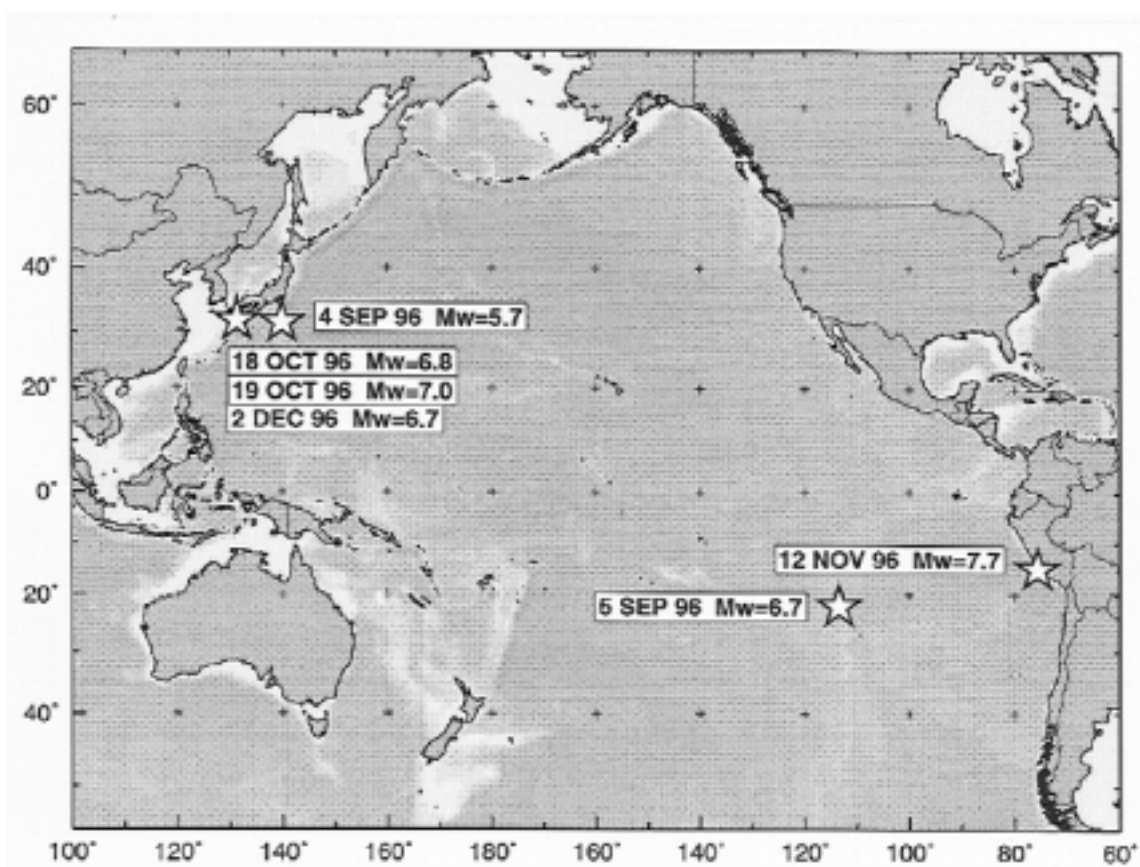 60°
40°
4 SEP 96 Mw=5.7
18 OCT 96 Mw=6.8
19 OCT 96 Mw=7.0
2 DEC 96 Mw=6.7
20°
0°
12 NOV 96 Mw=7.7
5 SEP 96 Mw=6.7
20°
40°
100° 120° 140° 160° 180° 160° 140° 120° 100° 80° 60°